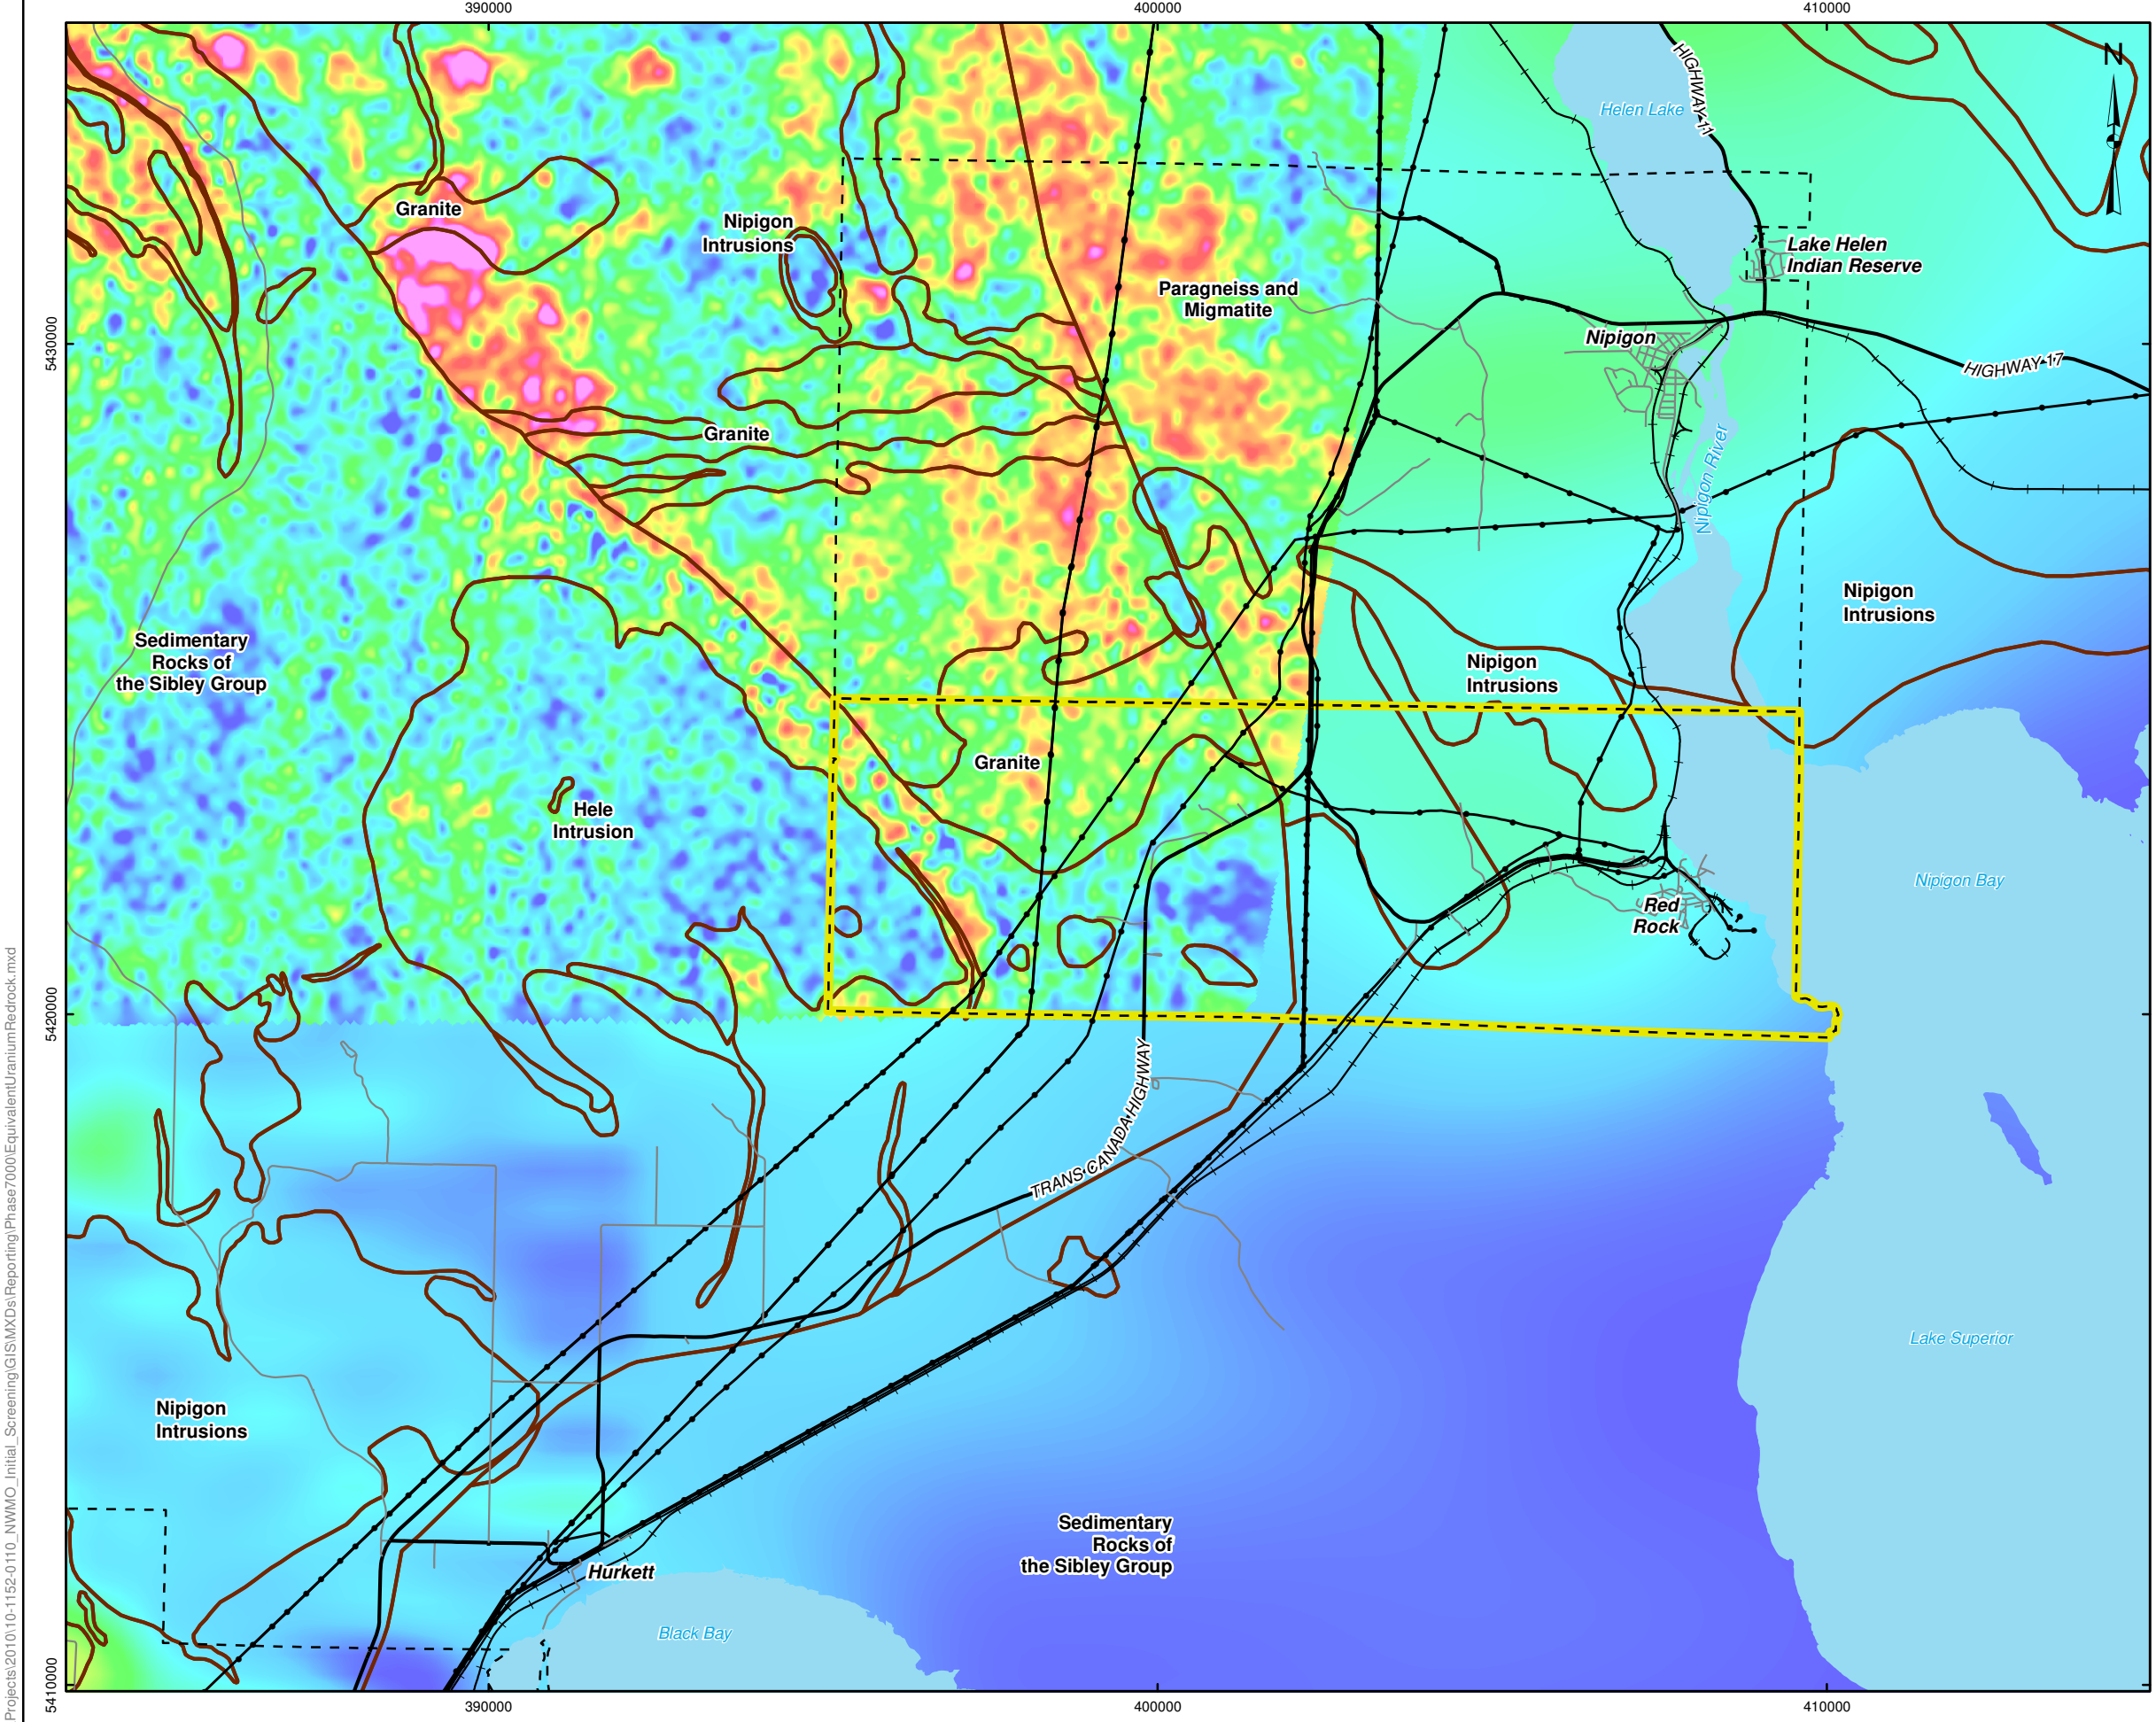 390000
400000
410000
HIGHWAY 11
N
Helen Lake
Granite
Nipigon
Intrusions
Lake Helen
Indian Reserve
Paragneiss and
Migmatite
5430000
Nipigon
HIGHWAY 17
Granite
Nipigon River
Nipigon
Intrusions
Sedimentary
Rocks of
the Sibley Group
Nipigon
Intrusions
Granite
Hele
Intrusion
Nipigon Bay
Red
Rock
5420000
TRANS CANADA HIGHWAY
Lake Superior
Nipigon
Intrusions
Sedimentary
Rocks of
the Sibley Group
Hurkett
Black Bay
5410000
390000
400000
410000
Projects\2010\10-1152-0110_NWMO_Initial_Screening\GIS\MXDs\Reporting\Phase7000\EquivalentUraniumRedrock.mxd